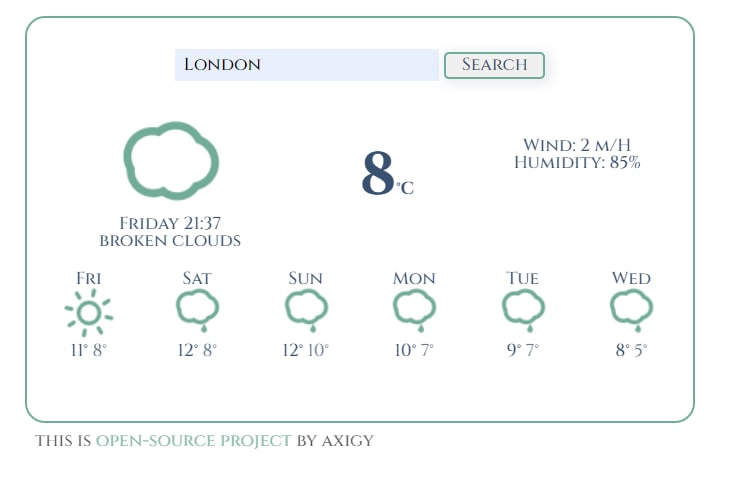 London
Search
Wind: 2 m/h
Humidity: 85%
8°C
Friday 21:37
broken clouds
Fri Sat Sun Mon Tue Wed
11° 8° 12° 8° 12° 10° 10° 7° 9° 7° 8° 5°
this is open-source project by axigy